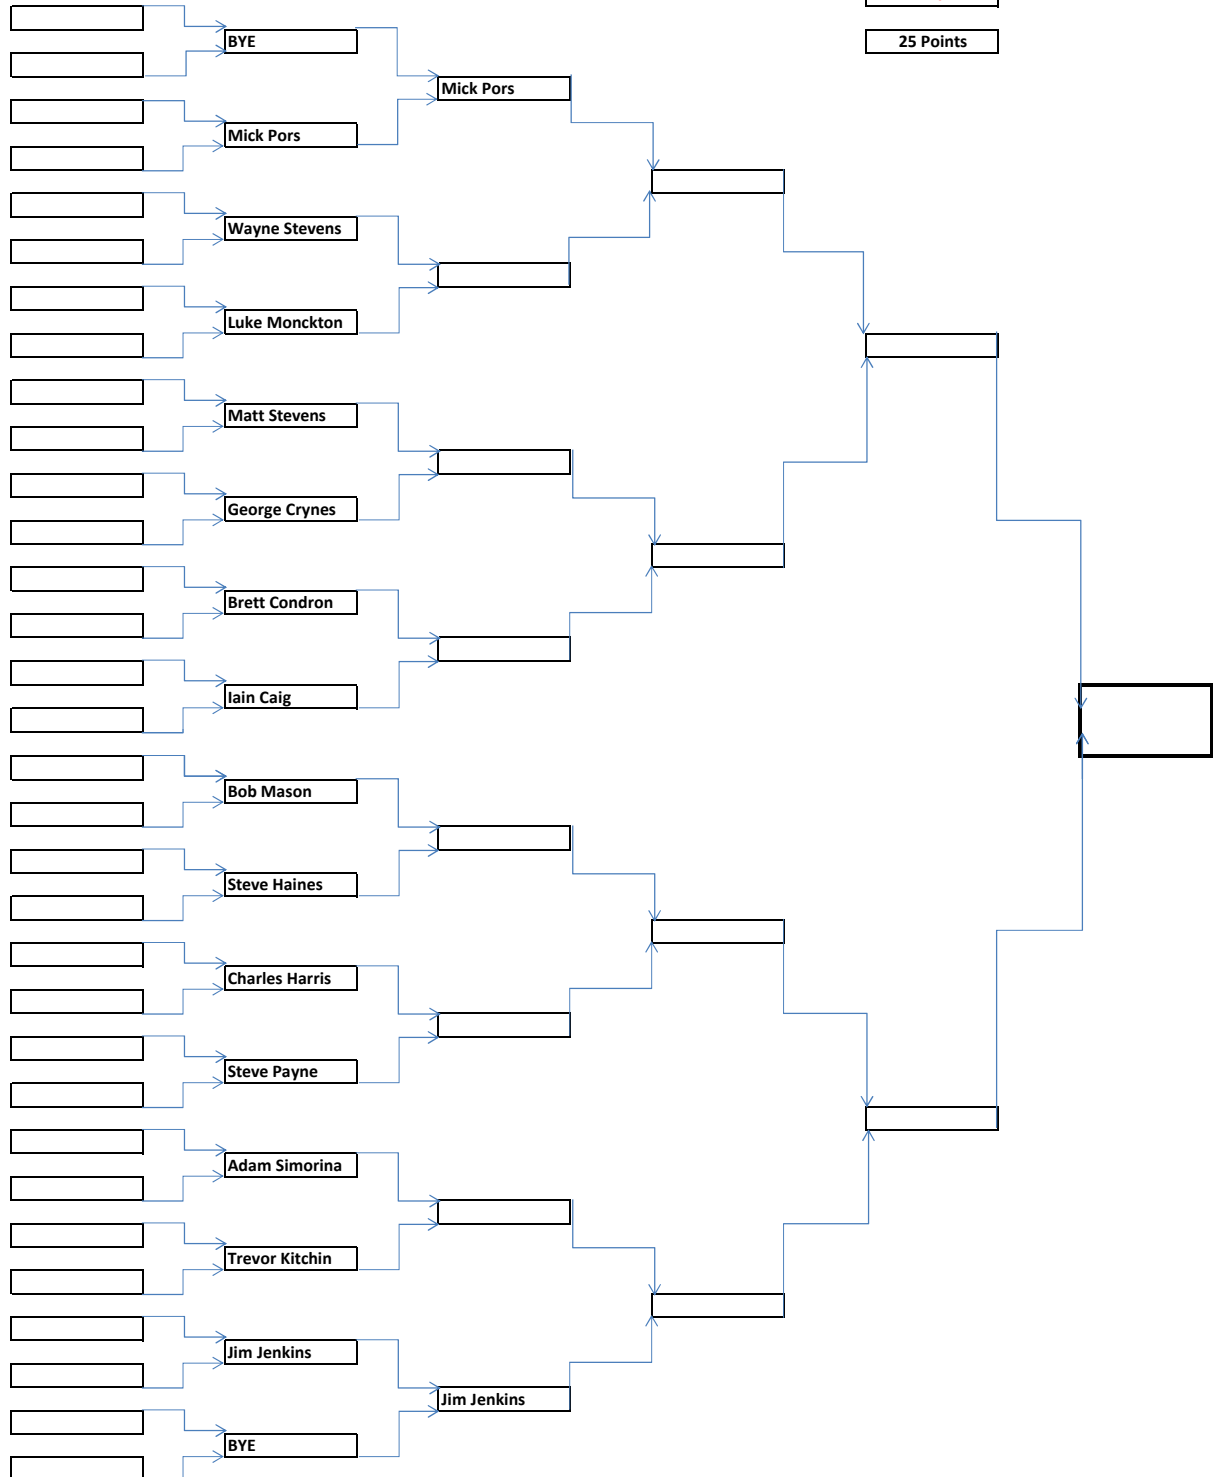 25 Points
BYE
Mick Pors
Mick Pors
Wayne Stevens
Luke Monckton
Matt Stevens
George Crynes
Brett Condron
Iain Caig
Bob Mason
Steve Haines
Charles Harris
Steve Payne
Adam Simorina
Trevor Kitchin
Jim Jenkins
Jim Jenkins
BYE